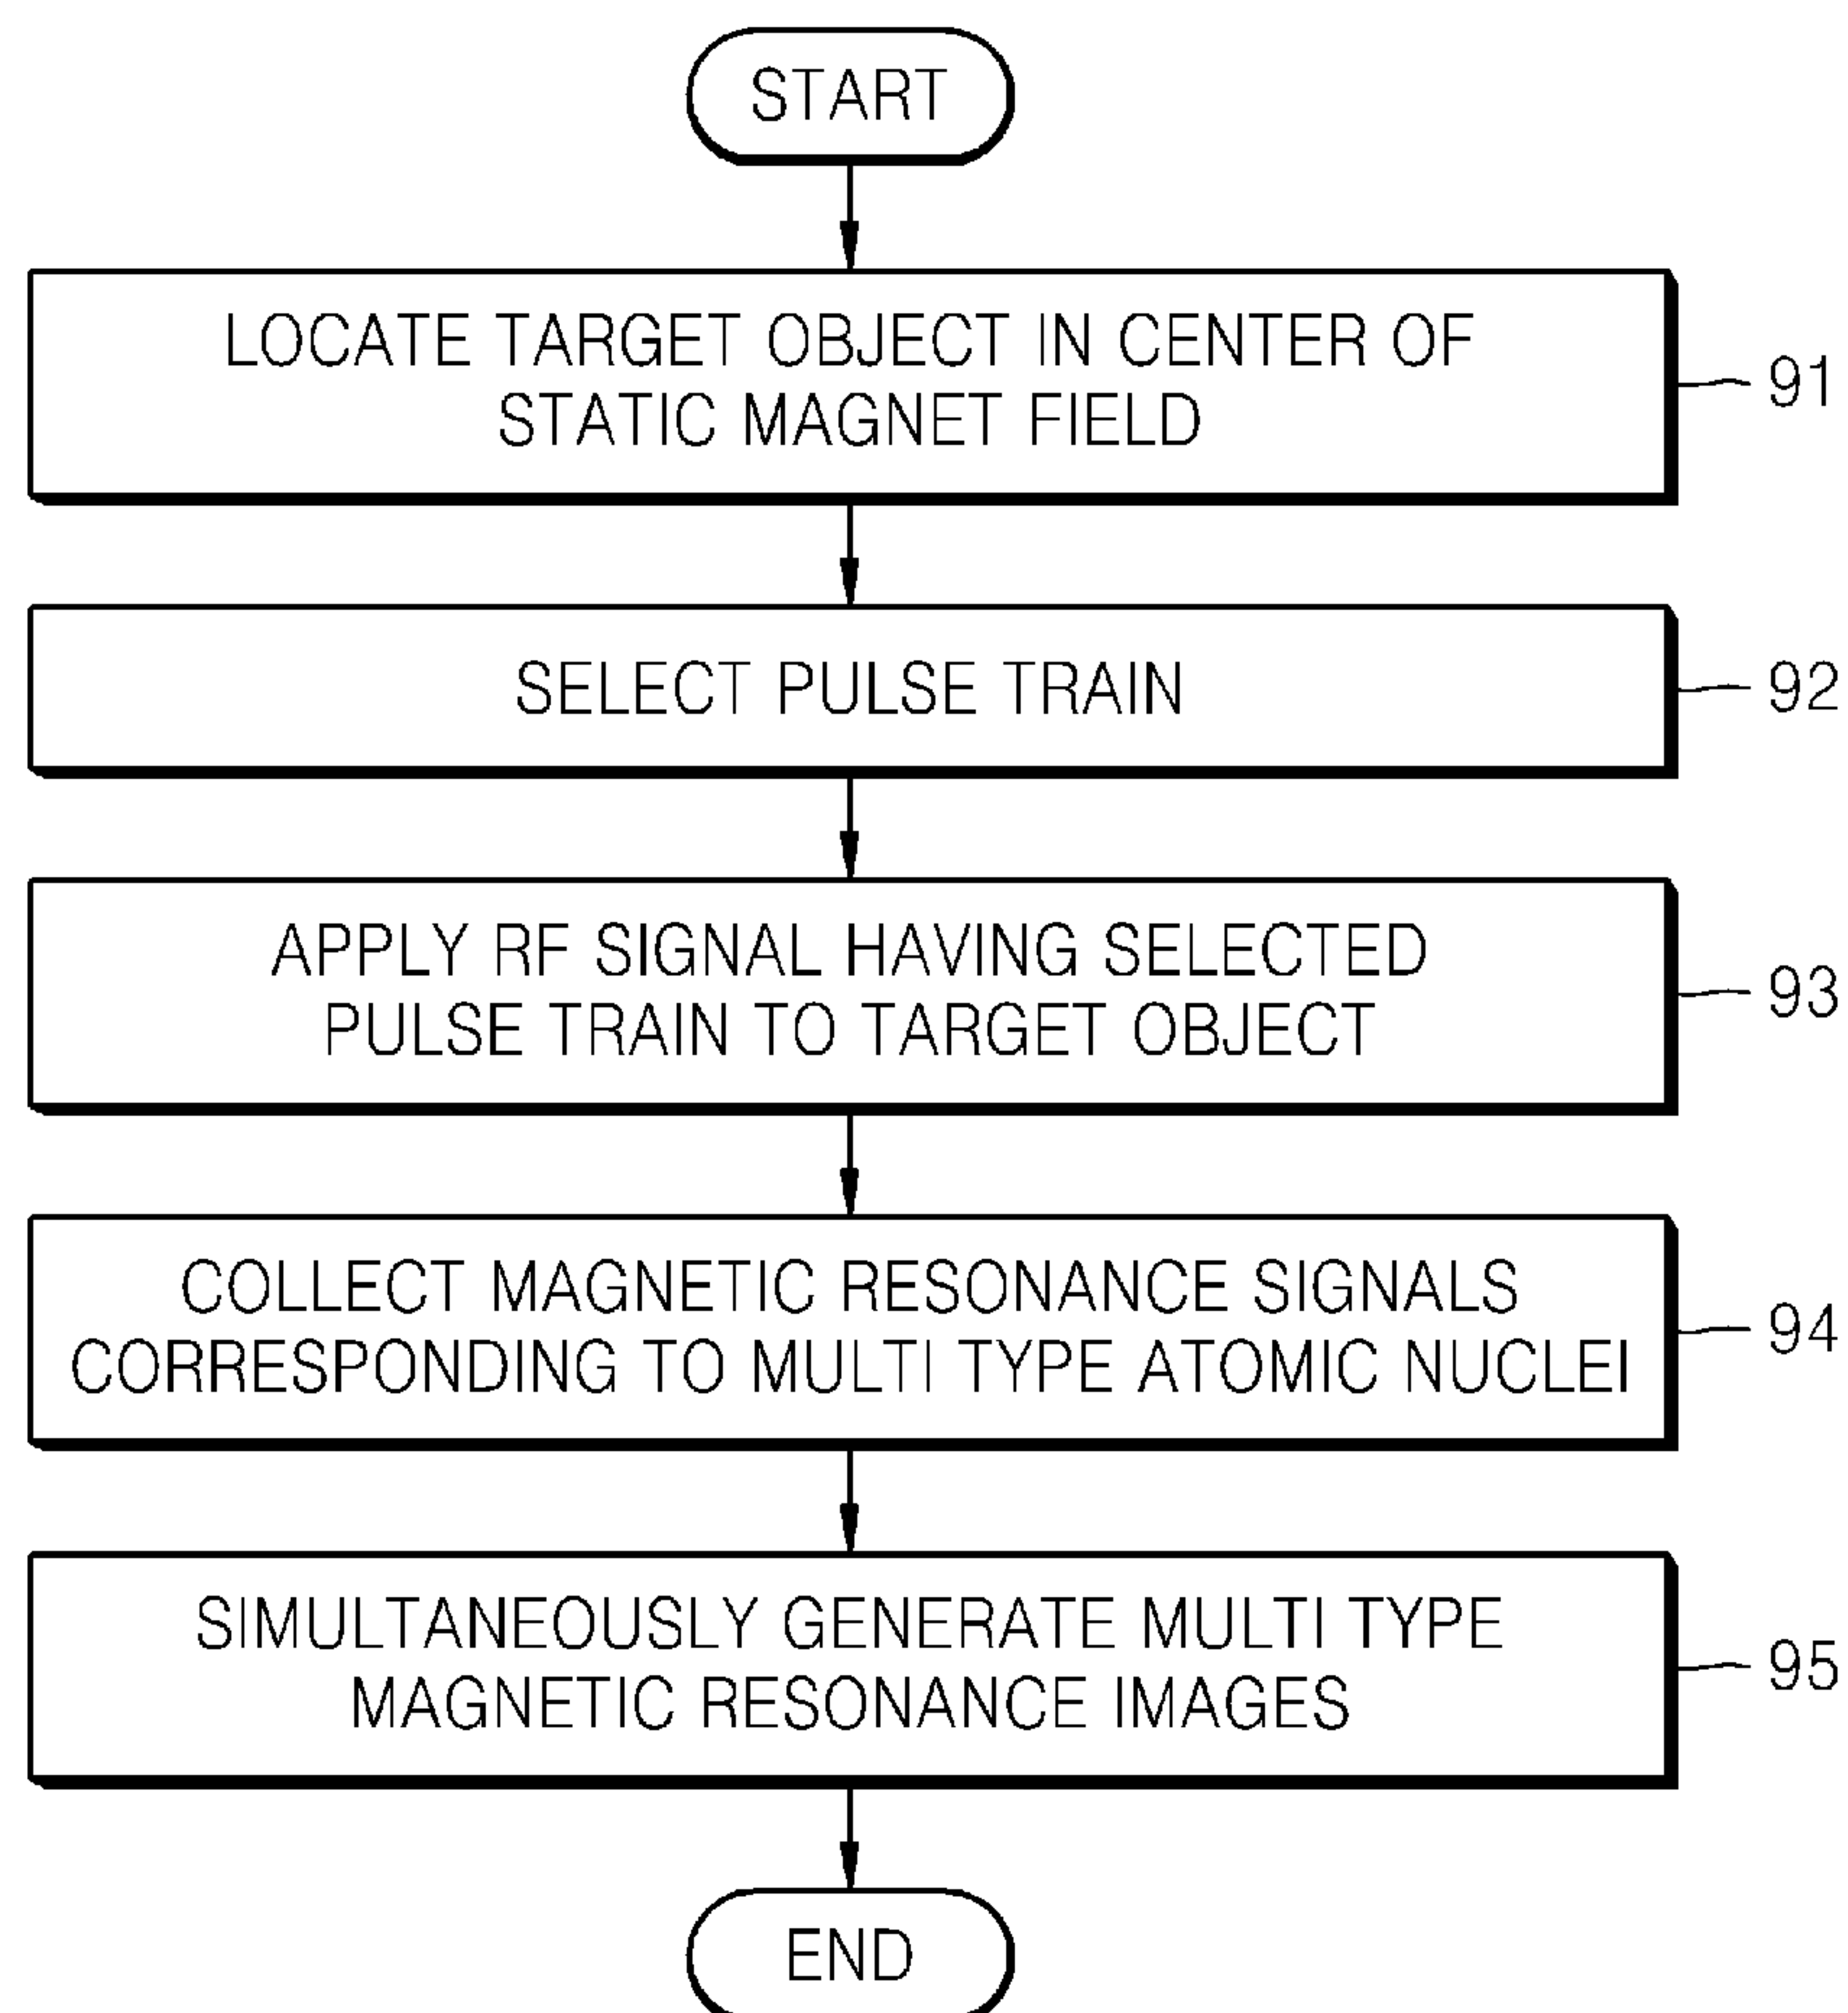 START
LOCATE TARGET OBJECT IN CENTER OF
STATIC MAGNET FIELD
91
SELECT PULSE TRAIN
92
APPLY RF SIGNAL HAVING SELECTED
PULSE TRAIN TO TARGET OBJECT
93
COLLECT MAGNETIC RESONANCE SIGNALS
CORRESPONDING TO MULTI TYPE ATOMIC NUCLEI
94
SIMULTANEOUSLY GENERATE MULTI TYPE
MAGNETIC RESONANCE IMAGES
95
END